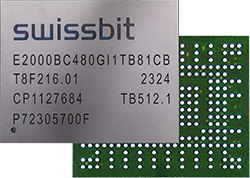 swissbit
E2000BC480GI1TB81CB
T8F216.01 2324
CP1127684 TB512.1
P72305700F